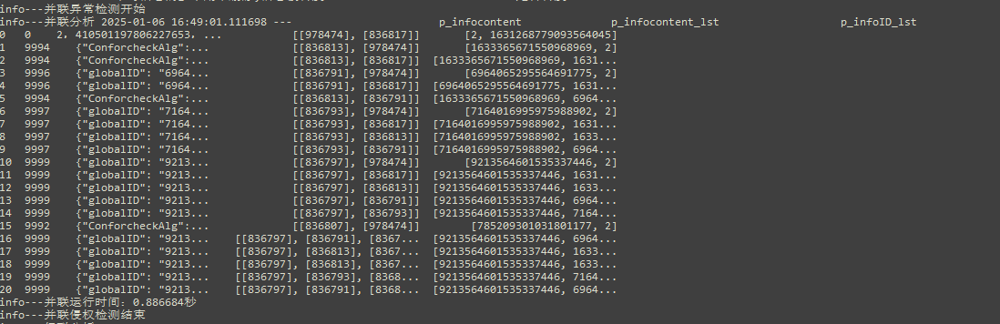 info---并联异常检测开始
info---并联分析 2025-01-06 16:49:01.111698 --- p_infocontent p_infocontent_lst p_infoID_lst
0 0 2, 410501197806227653, ... [[978474], [836817]] [2, 1631268779093564045]
1 9994 {"ConforcheckAlg":... [[836813], [978474]] [1633365671550968969, 2]
2 9994 {"ConforcheckAlg":... [[836813], [836817]] [1633365671550968969, 1631...
3 9996 {"globalID": "6964... [[836791], [978474]] [6964065295564691775, 2]
4 9996 {"globalID": "6964... [[836791], [836817]] [6964065295564691775, 1631...
5 9994 {"ConforcheckAlg":... [[836813], [836791]] [1633365671550968969, 6964...
6 9997 {"globalID": "7164... [[836793], [978474]] [7164016995975988902, 2]
7 9997 {"globalID": "7164... [[836793], [836817]] [7164016995975988902, 1631...
8 9997 {"globalID": "7164... [[836793], [836813]] [7164016995975988902, 1633...
9 9997 {"globalID": "7164... [[836793], [836791]] [7164016995975988902, 6964...
10 9999 {"globalID": "9213... [[836797], [978474]] [9213564601535337446, 2]
11 9999 {"globalID": "9213... [[836797], [836817]] [9213564601535337446, 1631...
12 9999 {"globalID": "9213... [[836797], [836813]] [9213564601535337446, 1633...
13 9999 {"globalID": "9213... [[836797], [836791]] [9213564601535337446, 6964...
14 9999 {"globalID": "9213... [[836797], [836793]] [9213564601535337446, 7164...
15 9992 {"ConforcheckAlg":... [[836807], [978474]] [785209301031801177, 2]
16 9999 {"globalID": "9213... [[836797], [836791], [8367... [9213564601535337446, 6964...
17 9999 {"globalID": "9213... [[836797], [836813], [8367... [9213564601535337446, 1633...
18 9999 {"globalID": "9213... [[836797], [836813], [8367... [9213564601535337446, 1633...
19 9999 {"globalID": "9213... [[836797], [836793], [8368... [9213564601535337446, 7164...
20 9999 {"globalID": "9213... [[836797], [836791], [8368... [9213564601535337446, 6964...
info---并联运行时间：0.886684秒
info---并联侵权检测结束